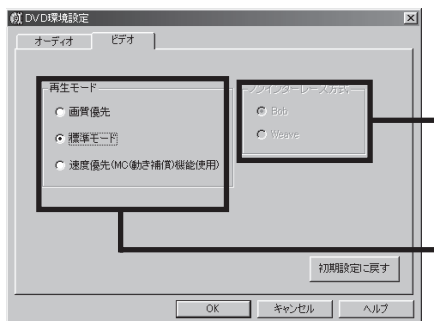 DVD環境設定
オーディオ
ビデオ
再生モード
画質優先
標準モード
速度優先(MC(動き補償)機能使用)
ノンインターレース方式
Bob
Weave
初期設定に戻す
OK
キャンセル
ヘルプ